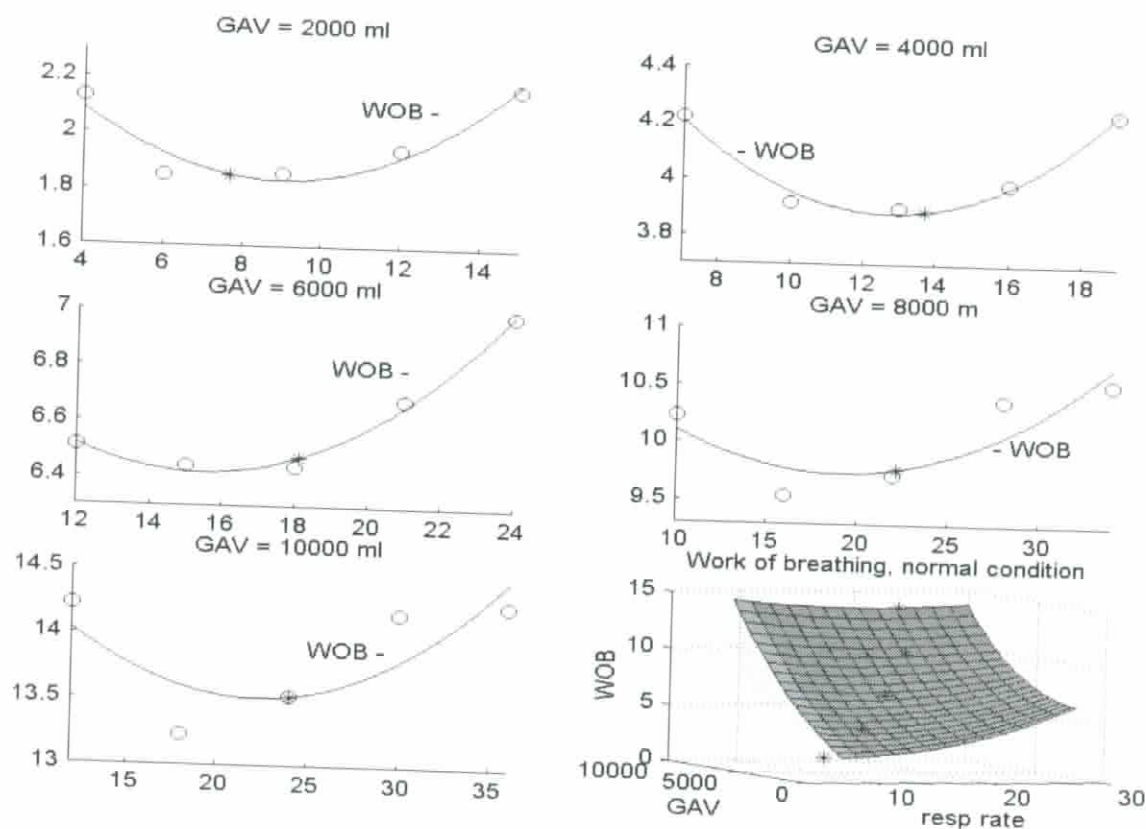 GAV = 2000 ml
2.2
2
1.8
1.6
WOB -
4 6 8 10 12 14
GAV = 4000 ml
4.4
4.2
4
3.8
- WOB
8 10 12 14 16 18
GAV = 6000 ml
7
6.8
6.6
6.4
WOB -
12 14 16 18 20 22 24
GAV = 8000 m
11
10.5
10
9.5
- WOB
10 15 20 25 30
GAV = 10000 ml
14.5
14
13.5
13
WOB -
15 20 25 30 35
Work of breathing, normal condition
15
10
5
0
WOB
10000 5000 0
GAV
0 10 20 30
resp rate